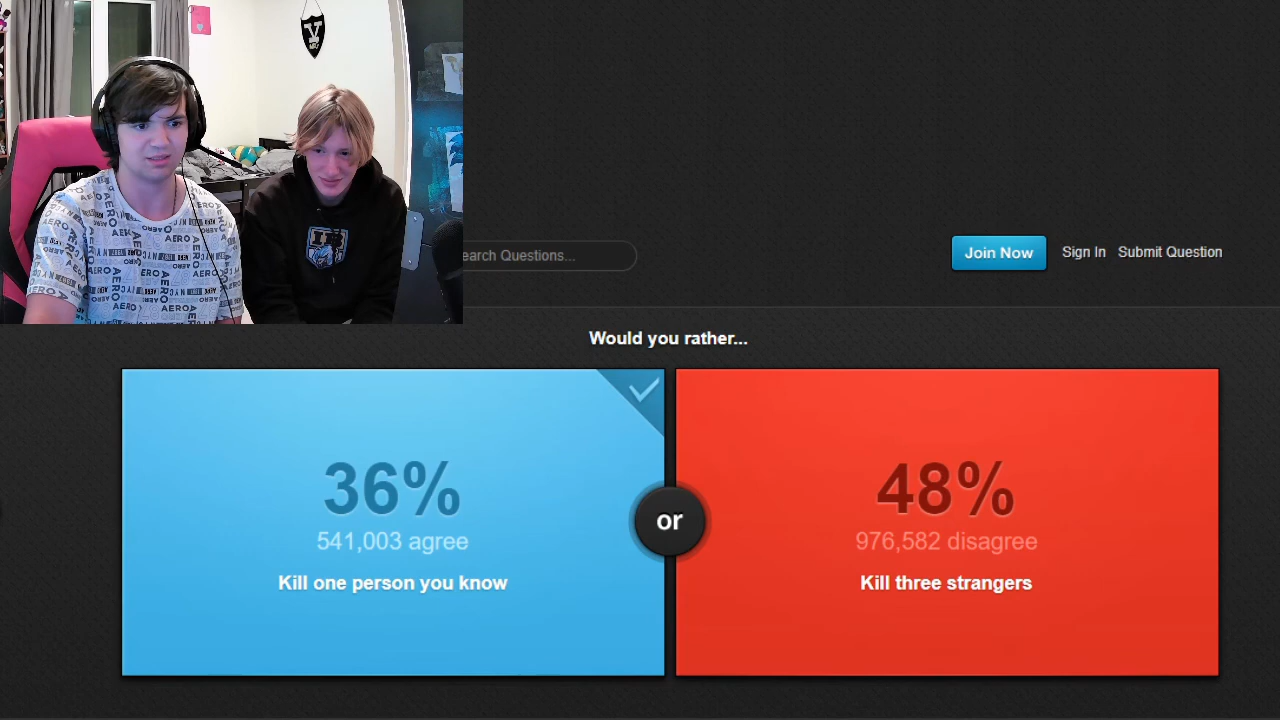 earch Questions...
Join Now
Sign In
Submit Question
Would you rather...
36%
541,003 agree
Kill one person you know
or
48%
976,582 disagree
Kill three strangers
AERO